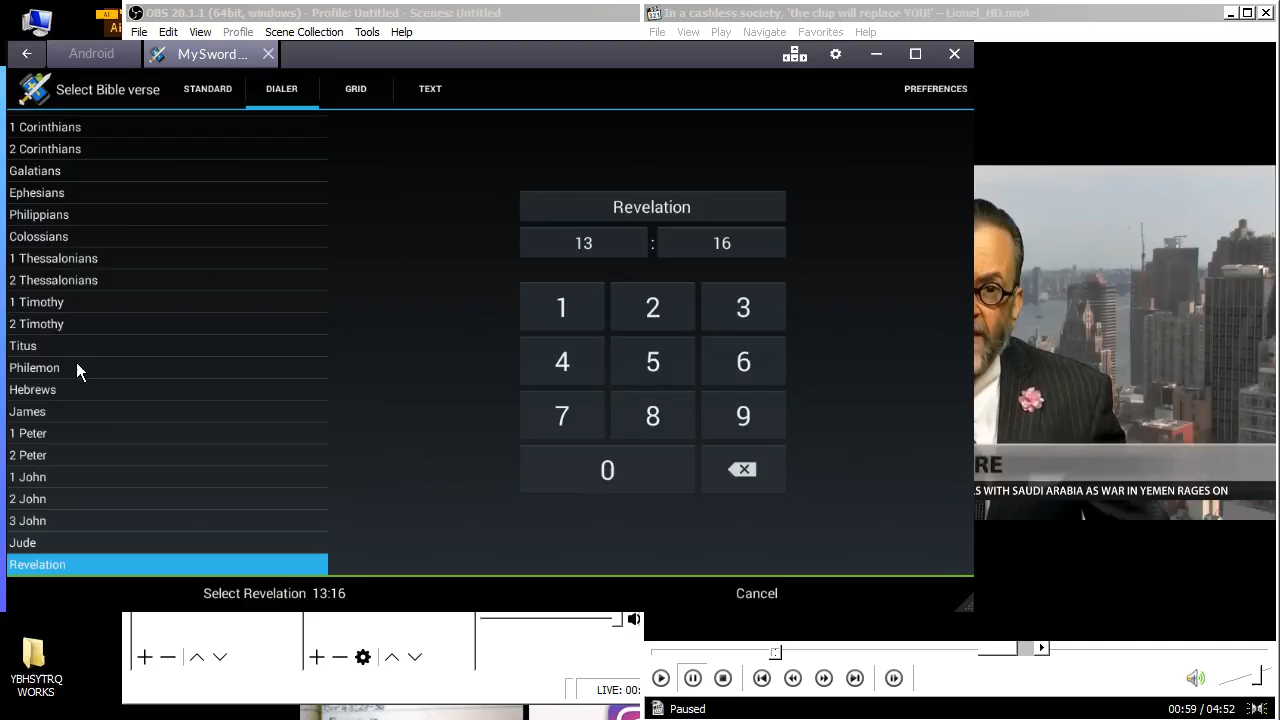 OBS 20.1.1 (64bit, windows) - Profile: Untitled - Scenes: Untitled
In a cashless society, 'the chip will replace YOU!' – Lionel_HD.mp4
Ai
File Edit View Profile Scene Collection Tools Help
File View Play Navigate Favorites Help
Android
MySword...
Select Bible verse
STANDARD
DIALER
GRID
TEXT
PREFERENCES
1 Corinthians
2 Corinthians
Galatians
Ephesians
Philippians
Colossians
1 Thessalonians
2 Thessalonians
1 Timothy
2 Timothy
Titus
Philemon
Hebrews
James
1 Peter
2 Peter
1 John
2 John
3 John
Jude
Revelation
Revelation
13 : 16
1 2 3
4 5 6
7 8 9
0
Select Revelation 13:16
Cancel
RE
S WITH SAUDI ARABIA AS WAR IN YEMEN RAGES ON
YBHSYTRQ
WORKS
LIVE: 00:
Paused
00:59 / 04:52